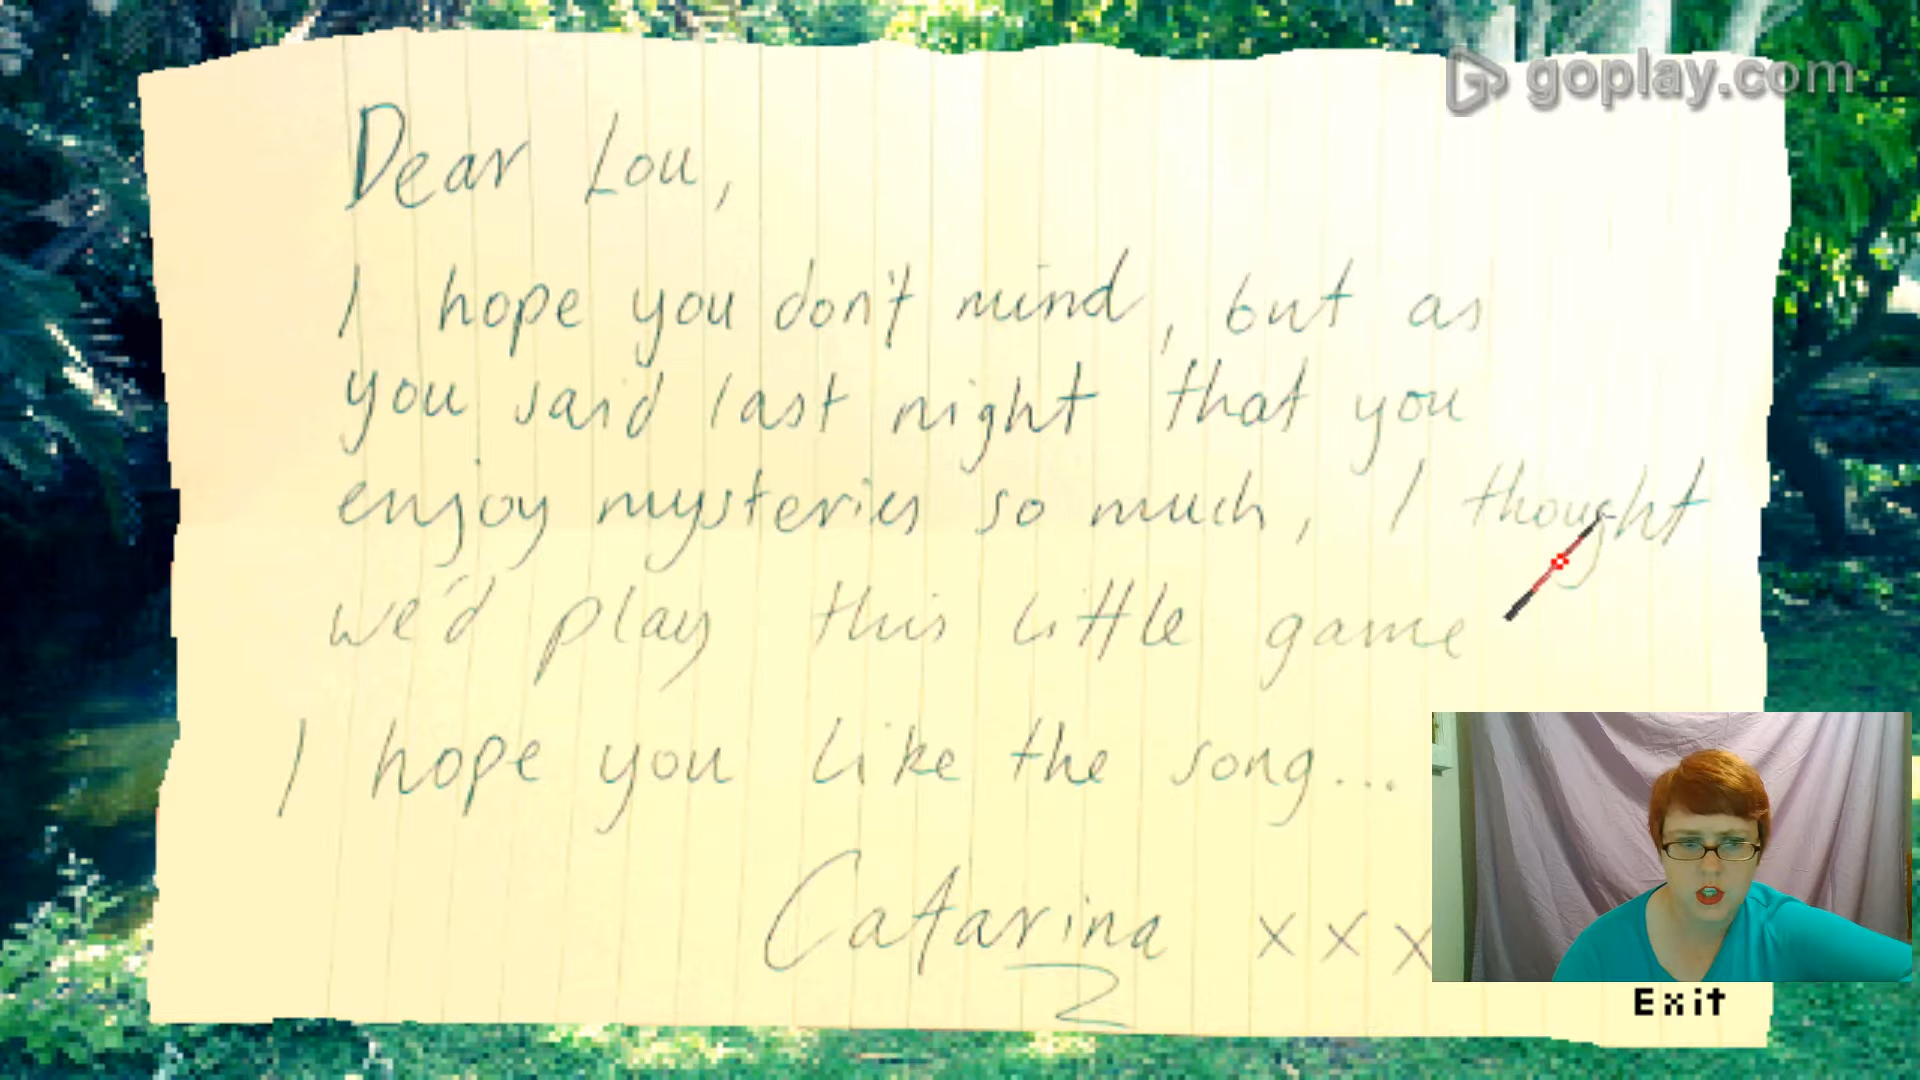 goplay.com
Dear Lou,
I hope you don't mind, but as
you said last night that you
enjoy mysteries so much, I thought
we'd play this little game
I hope you like the song...
Catarina xxx
Exit